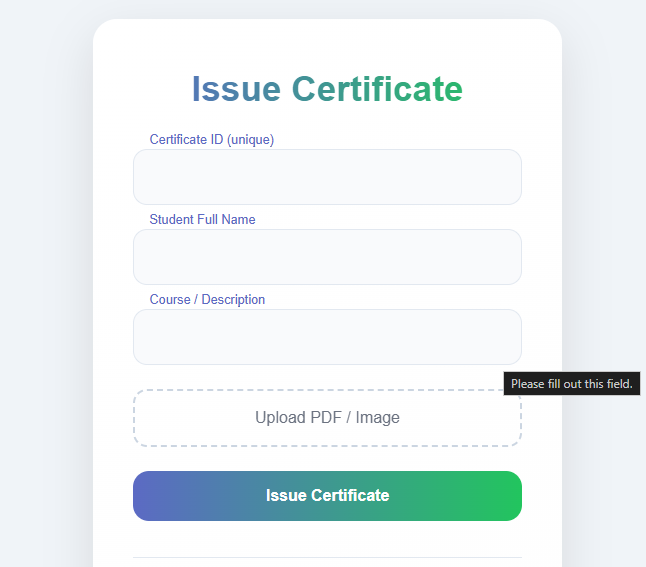 Issue Certificate
Certificate ID (unique)
Student Full Name
Course / Description
Please fill out this field.
Upload PDF / Image
Issue Certificate